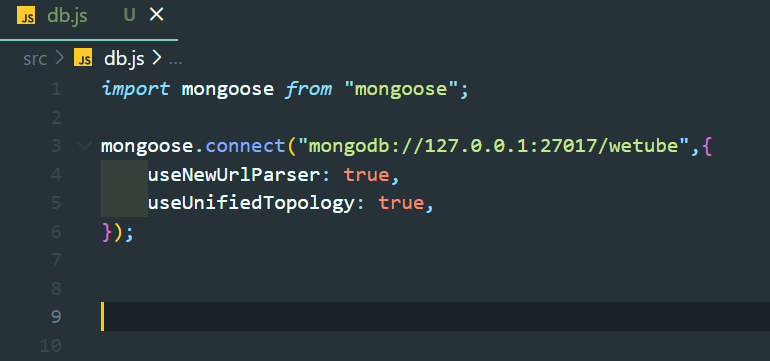 JS db.js U ×
src > JS db.js > ...
1 import mongoose from "mongoose";
2
3 mongoose.connect("mongodb://127.0.0.1:27017/wetube",{
4 useNewUrlParser: true,
5 useUnifiedTopology: true,
6 });
7
8
9
10